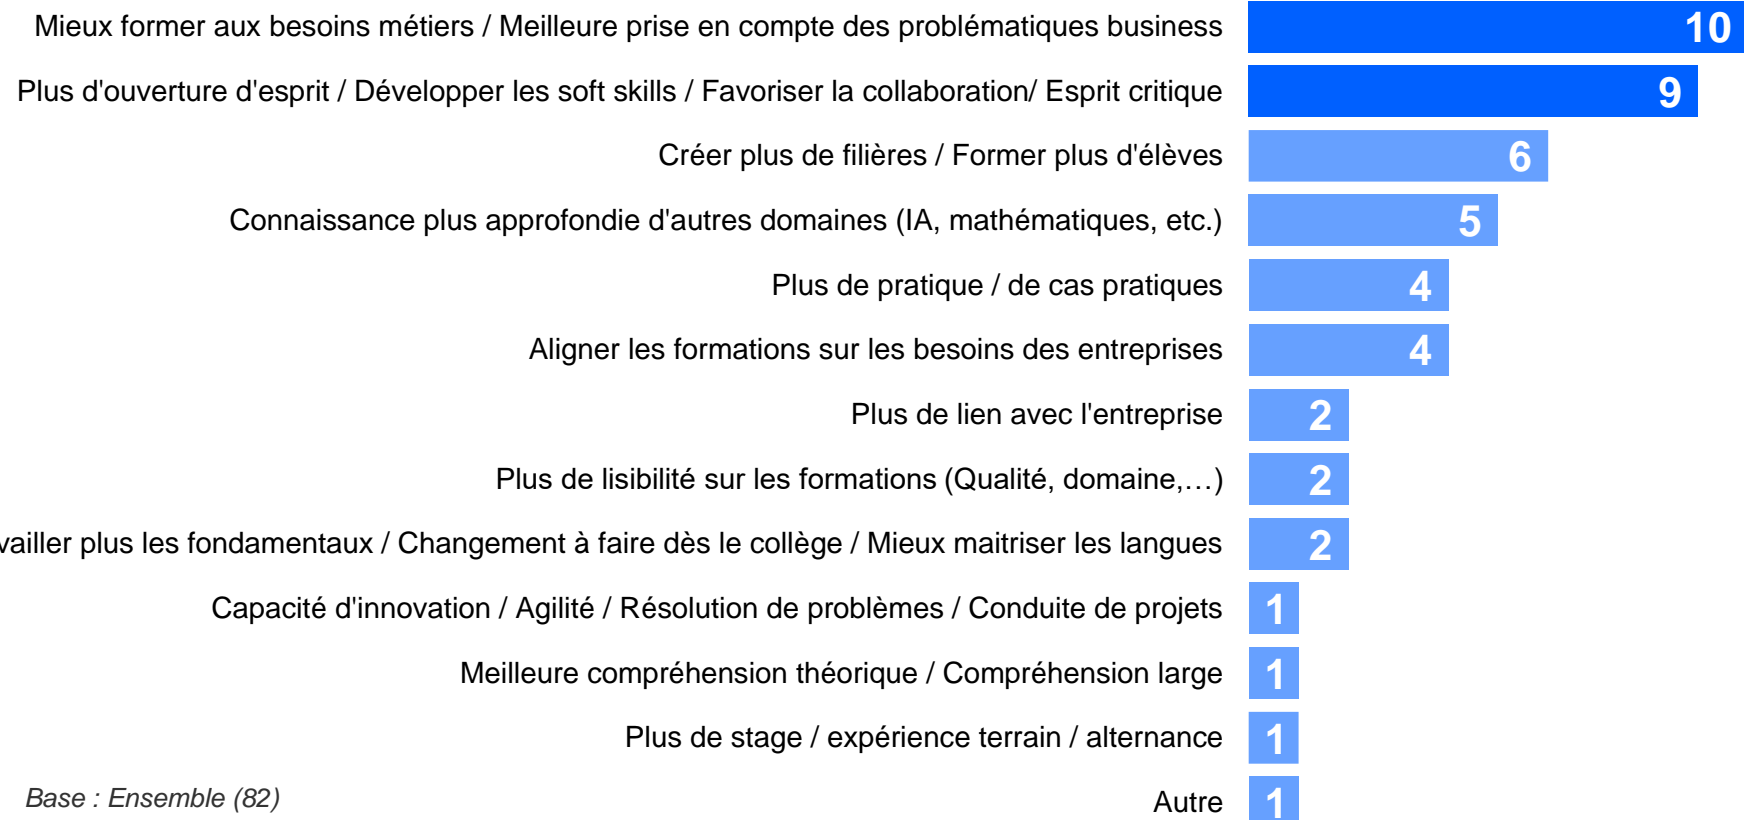 Mieux former aux besoins métiers / Meilleure prise en compte des problématiques business 10
Plus d'ouverture d'esprit / Développer les soft skills / Favoriser la collaboration/ Esprit critique 9
Créer plus de filières / Former plus d'élèves 6
Connaissance plus approfondie d'autres domaines (IA, mathématiques, etc.) 5
Plus de pratique / de cas pratiques 4
Aligner les formations sur les besoins des entreprises 4
Plus de lien avec l'entreprise 2
Plus de lisibilité sur les formations (Qualité, domaine,…) 2
vailler plus les fondamentaux / Changement à faire dès le collège / Mieux maitriser les langues 2
Capacité d'innovation / Agilité / Résolution de problèmes / Conduite de projets 1
Meilleure compréhension théorique / Compréhension large 1
Plus de stage / expérience terrain / alternance 1
Base : Ensemble (82)
Autre 1